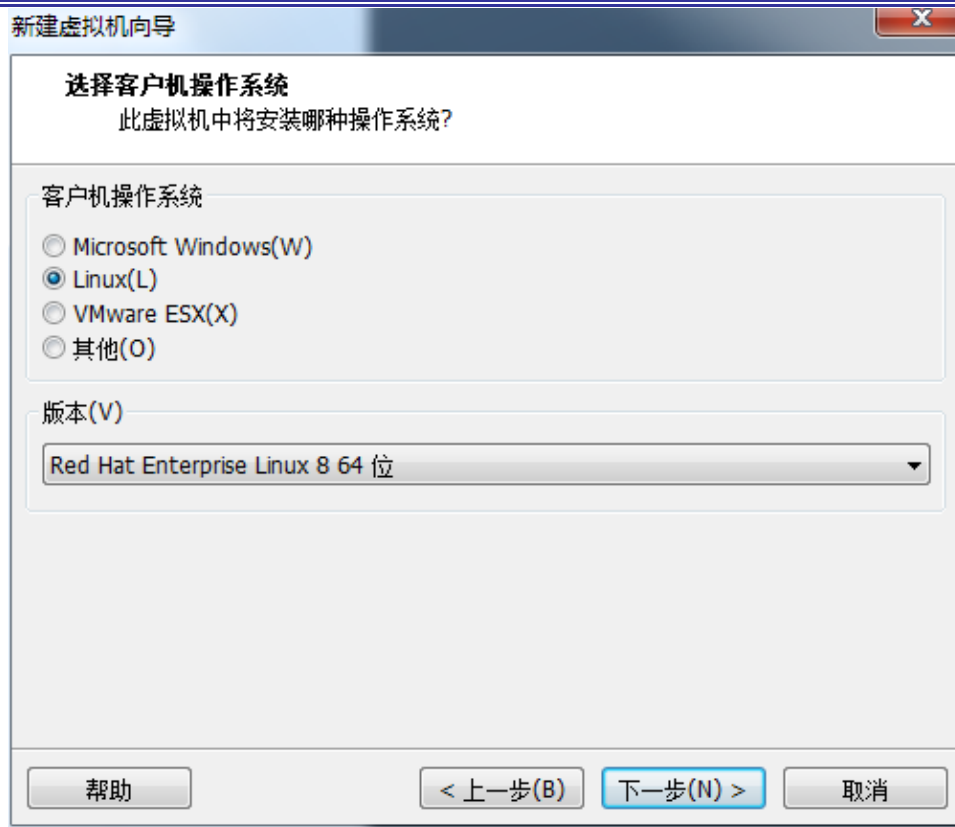 新建虚拟机向导
选择客户机操作系统
此虚拟机中将安装哪种操作系统?
客户机操作系统
Microsoft Windows(W)
Linux(L)
VMware ESX(X)
其他(O)
版本(V)
Red Hat Enterprise Linux 8 64 位
帮助
< 上一步(B)
下一步(N) >
取消